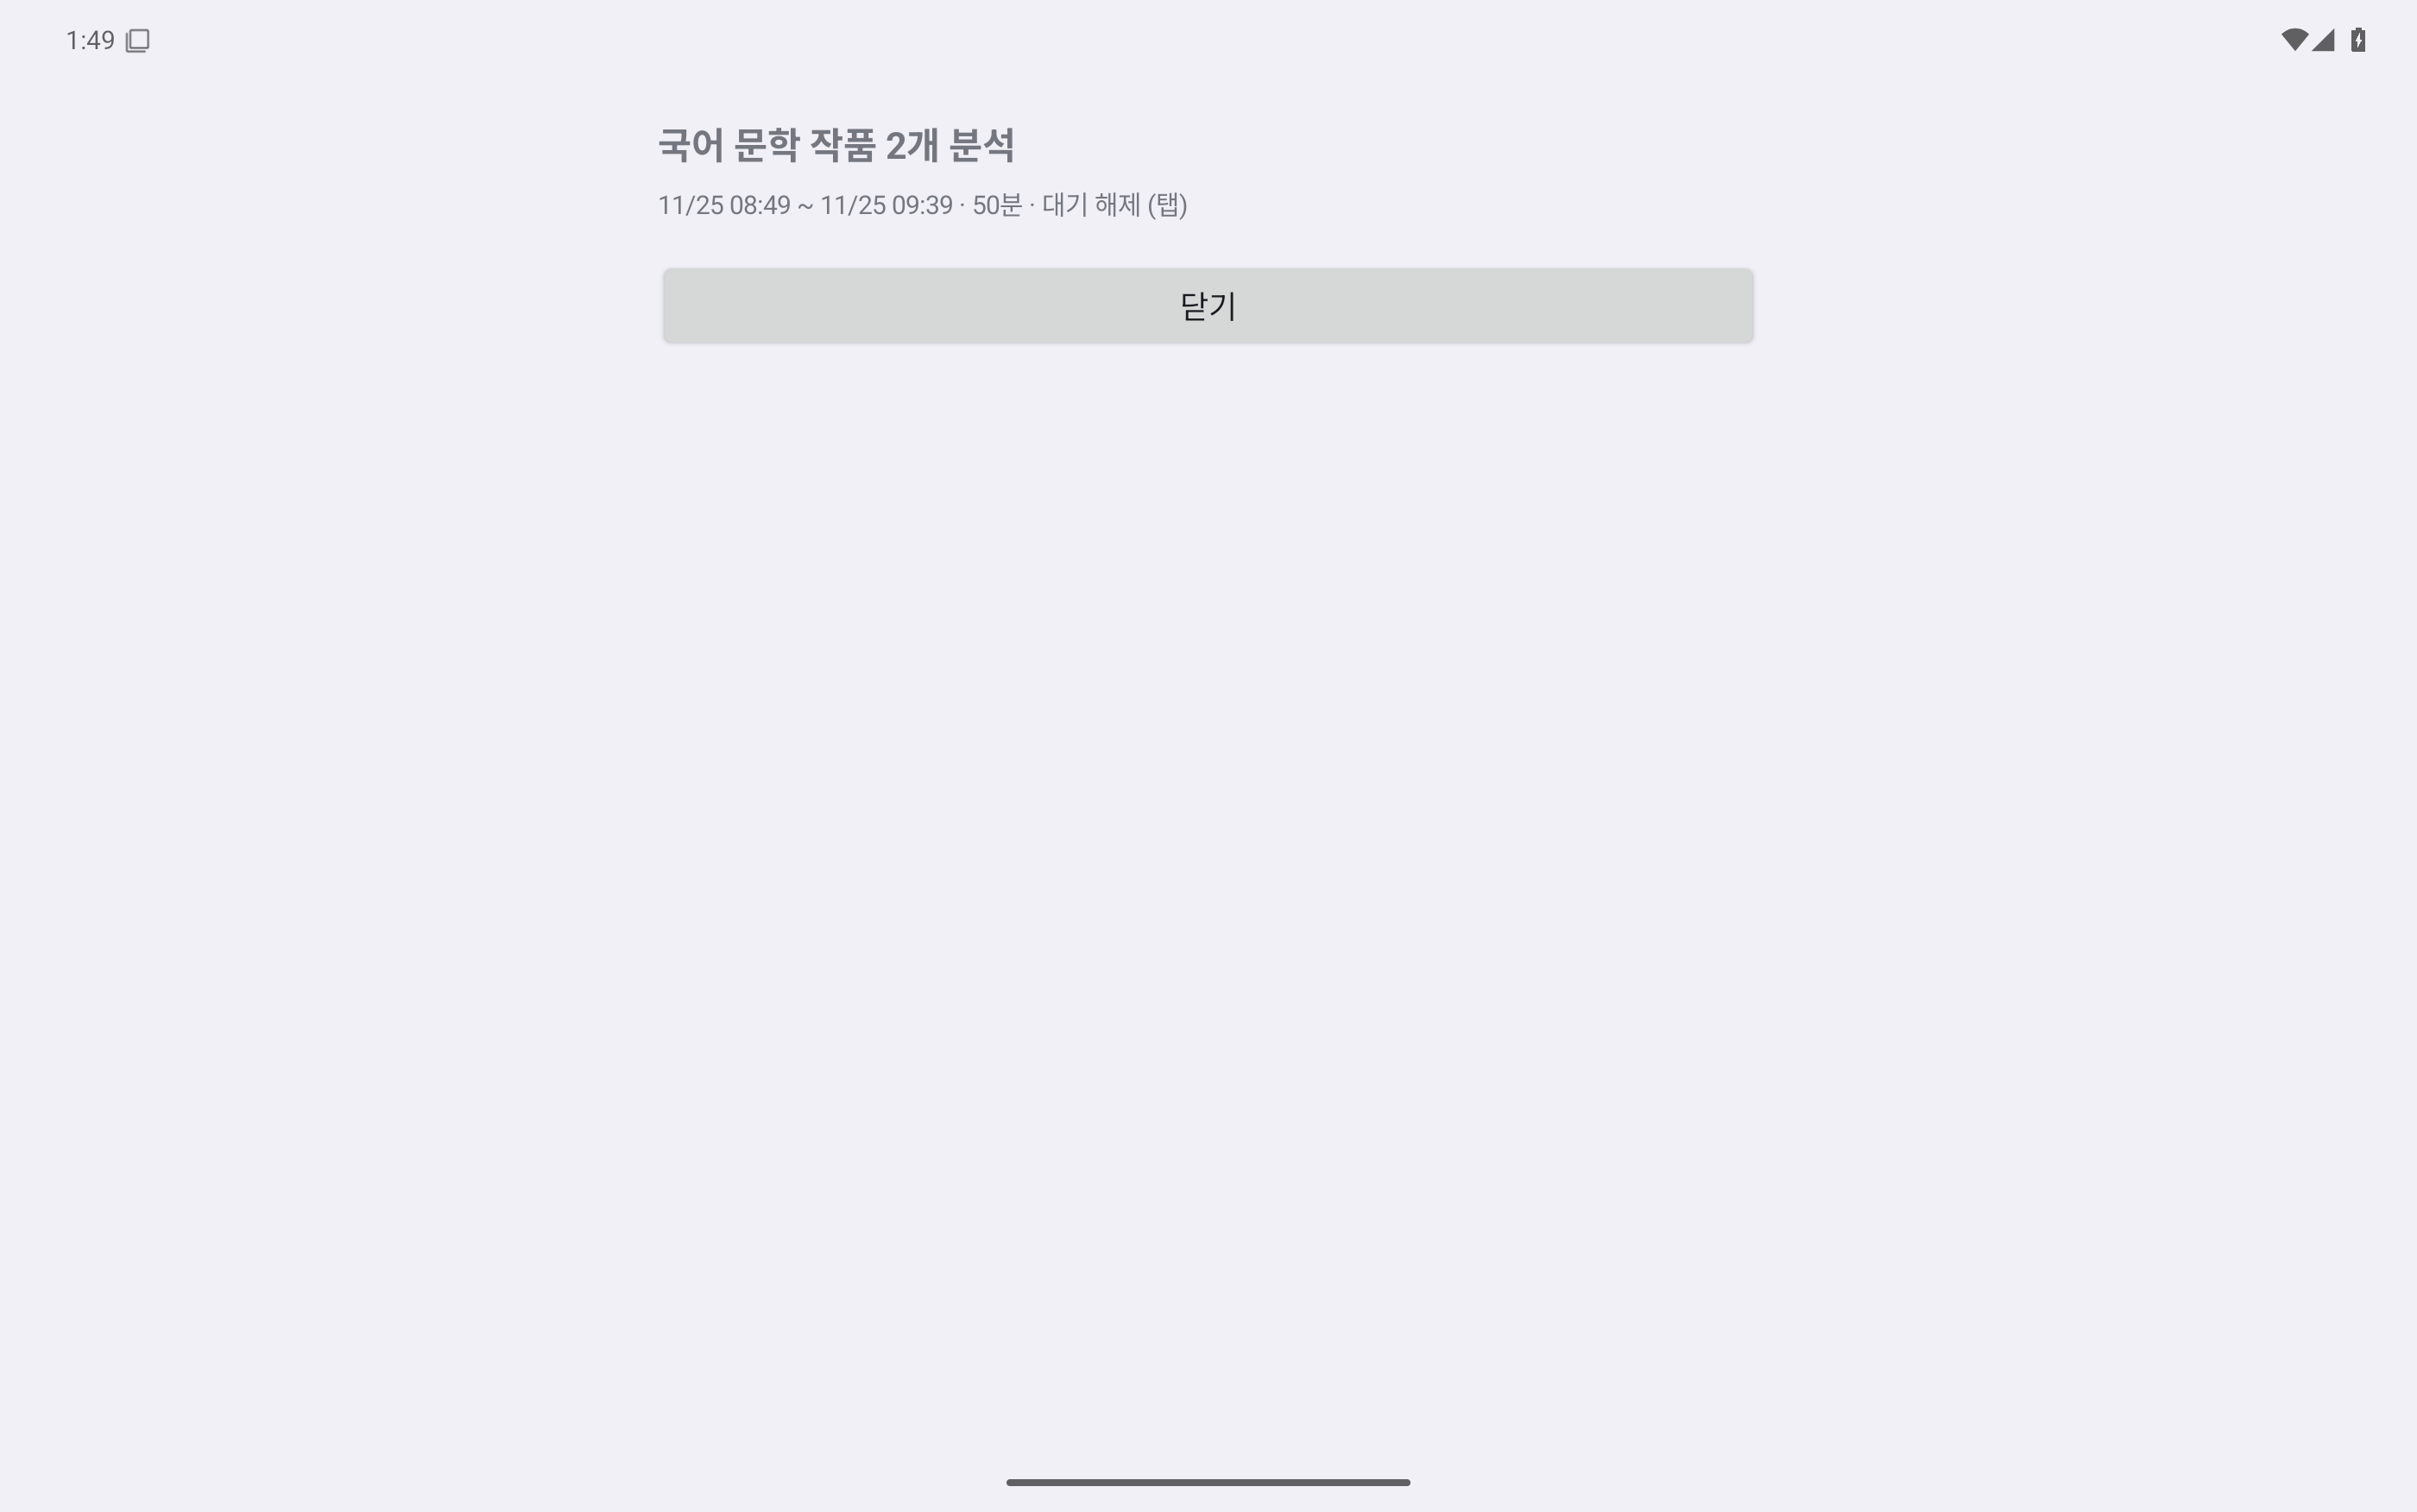 1:49
국어 문학 작품 2개 분석
11/25 08:49 ~ 11/25 09:39 · 50분 · 대기 해제 (탭)
닫기